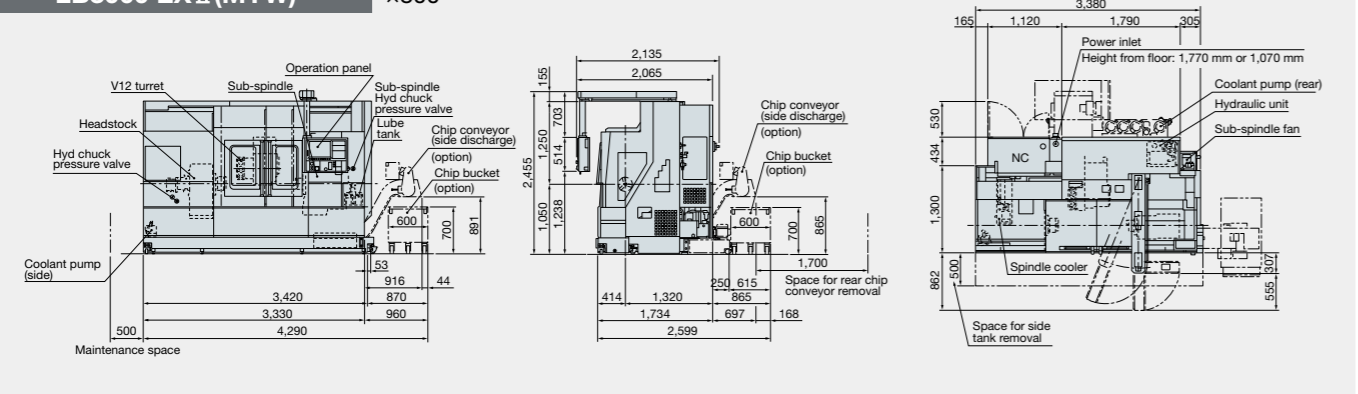 (MYW)
Operation panel
V12 turret
Sub-spindle
Sub-spindle
Hyd chuck
pressure valve
Headstock
Lube
tank
Chip conveyor
(side discharge)
(option)
Hyd chuck
pressure valve
Chip bucket
(option)
600
700
891
Coolant pump
(side)
53
916
44
3,420
870
3,330
960
500
4,290
Maintenance space
2,135
2,065
155
703
1,250
514
2,455
1,050
1,238
Chip conveyor
(side discharge)
(option)
Chip bucket
(option)
600
700
865
1,700
250
615
Space for rear chip
conveyor removal
414
1,320
865
1,734
697
168
2,599
3,380
165
1,120
1,790
305
Power inlet
Height from floor: 1,770 mm or 1,070 mm
Coolant pump (rear)
Hydraulic unit
Sub-spindle fan
530
434
NC
1,300
Spindle cooler
862
500
307
555
Space for side
tank removal